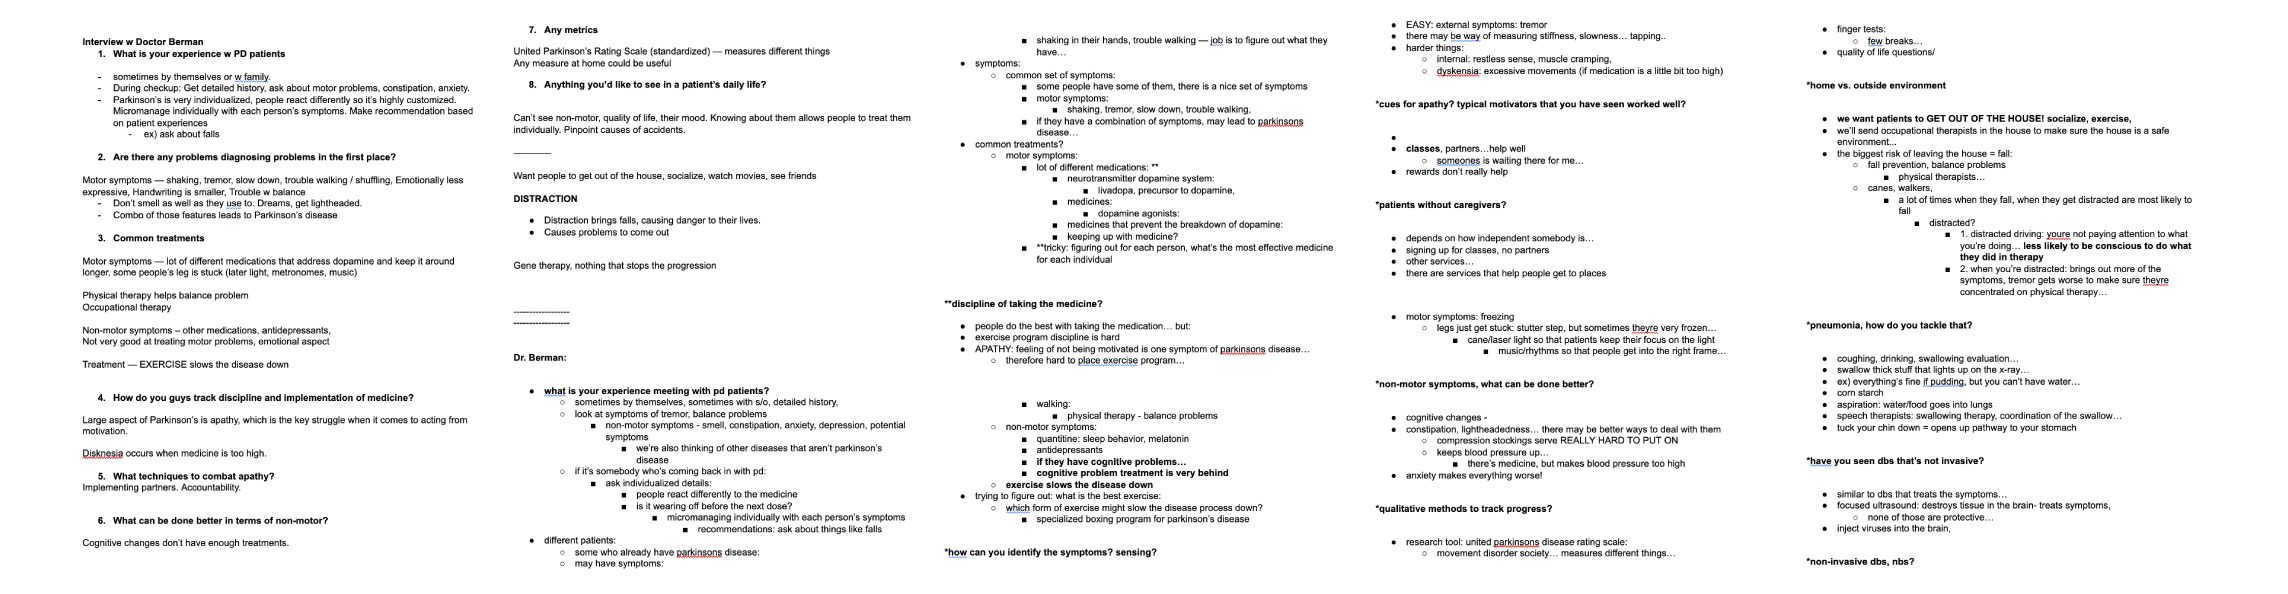 Interview w Doctor Berman
1. What is your experience w PD patients
- sometimes by themselves or w family.
- During checkup: Get detailed history, ask about motor problems, constipation, anxiety.
- Parkinson's is very individualized, people react differently so it's highly customized.
Micromanage individually with each person's symptoms. Make recommendation based
on patient experiences
- ex) ask about falls
2. Are there any problems diagnosing problems in the first place?
Motor symptoms — shaking, tremor, slow down, trouble walking / shuffling, Emotionally less
expressive, Handwriting is smaller, Trouble w balance
- Don't smell as well as they use to. Dreams, get lightheaded.
- Combo of those features leads to Parkinson's disease
3. Common treatments
Motor symptoms — lot of different medications that address dopamine and keep it around
longer, some people's leg is stuck (later light, metronomes, music)
Physical therapy helps balance problem
Occupational therapy
Non-motor symptoms – other medications, antidepressants,
Not very good at treating motor problems, emotional aspect
Treatment — EXERCISE slows the disease down
4. How do you guys track discipline and implementation of medicine?
Large aspect of Parkinson's is apathy, which is the key struggle when it comes to acting from
motivation.
Disknesia occurs when medicine is too high.
5. What techniques to combat apathy?
Implementing partners. Accountability.
6. What can be done better in terms of non-motor?
Cognitive changes don't have enough treatments.
7. Any metrics
United Parkinson's Rating Scale (standardized) — measures different things
Any measure at home could be useful
8. Anything you'd like to see in a patient's daily life?
Can't see non-motor, quality of life, their mood. Knowing about them allows people to treat them
individually. Pinpoint causes of accidents.
________
Want people to get out of the house, socialize, watch movies, see friends
DISTRACTION
● Distraction brings falls, causing danger to their lives.
● Causes problems to come out
Gene therapy, nothing that stops the progression
------------------
------------------
Dr. Berman:
● what is your experience meeting with pd patients?
○ sometimes by themselves, sometimes with s/o, detailed history,
○ look at symptoms of tremor, balance problems
■ non-motor symptoms - smell, constipation, anxiety, depression, potential
symptoms
■ we're also thinking of other diseases that aren't parkinson's
disease
○ if it's somebody who's coming back in with pd:
■ ask individualized details:
■ people react differently to the medicine
■ is it wearing off before the next dose?
■ micromanaging individually with each person's symptoms
■ recommendations: ask about things like falls
● different patients:
○ some who already have parkinsons disease:
○ may have symptoms:
■ shaking in their hands, trouble walking — job is to figure out what they
have…
● symptoms:
○ common set of symptoms:
■ some people have some of them, there is a nice set of symptoms
■ motor symptoms:
■ shaking, tremor, slow down, trouble walking,
■ if they have a combination of symptoms, may lead to parkinsons
disease…
● common treatments?
○ motor symptoms:
■ lot of different medications: **
■ neurotransmitter dopamine system:
■ livadopa, precursor to dopamine,
■ medicines:
■ dopamine agonists:
■ medicines that prevent the breakdown of dopamine:
■ keeping up with medicine?
■ **tricky: figuring out for each person, what's the most effective medicine
for each individual
**discipline of taking the medicine?
● people do the best with taking the medication… but:
● exercise program discipline is hard
● APATHY: feeling of not being motivated is one symptom of parkinsons disease…
○ therefore hard to place exercise program…
■ walking:
■ physical therapy - balance problems
○ non-motor symptoms:
■ quantitine: sleep behavior, melatonin
■ antidepressants
■ if they have cognitive problems…
■ cognitive problem treatment is very behind
○ exercise slows the disease down
● trying to figure out: what is the best exercise:
○ which form of exercise might slow the disease process down?
■ specialized boxing program for parkinson's disease
*how can you identify the symptoms? sensing?
● EASY: external symptoms: tremor
● there may be way of measuring stiffness, slowness… tapping..
● harder things:
○ internal: restless sense, muscle cramping,
○ dyskensia: excessive movements (if medication is a little bit too high)
*cues for apathy? typical motivators that you have seen worked well?
●
● classes, partners…help well
○ someones is waiting there for me…
● rewards don't really help
*patients without caregivers?
● depends on how independent somebody is…
● signing up for classes, no partners
● other services…
● there are services that help people get to places
● motor symptoms: freezing
○ legs just get stuck: stutter step, but sometimes theyre very frozen…
■ cane/laser light so that patients keep their focus on the light
■ music/rhythms so that people get into the right frame…
*non-motor symptoms, what can be done better?
● cognitive changes -
● constipation, lightheadedness… there may be better ways to deal with them
○ compression stockings serve REALLY HARD TO PUT ON
○ keeps blood pressure up…
■ there's medicine, but makes blood pressure too high
● anxiety makes everything worse!
*qualitative methods to track progress?
● research tool: united parkinsons disease rating scale:
○ movement disorder society… measures different things…
● finger tests:
○ few breaks…
● quality of life questions/
*home vs. outside environment
● we want patients to GET OUT OF THE HOUSE! socialize, exercise,
● we'll send occupational therapists in the house to make sure the house is a safe
environment...
● the biggest risk of leaving the house = fall:
○ fall prevention, balance problems
■ physical therapists…
○ canes, walkers,
■ a lot of times when they fall, when they get distracted are most likely to
fall
■ distracted?
■ 1. distracted driving: youre not paying attention to what
you're doing… less likely to be conscious to do what
they did in therapy
■ 2. when you're distracted: brings out more of the
symptoms, tremor gets worse to make sure theyre
concentrated on physical therapy…
*pneumonia, how do you tackle that?
● coughing, drinking, swallowing evaluation…
● swallow thick stuff that lights up on the x-ray…
● ex) everything's fine if pudding, but you can't have water…
● corn starch
● aspiration: water/food goes into lungs
● speech therapists: swallowing therapy, coordination of the swallow…
● tuck your chin down = opens up pathway to your stomach
*have you seen dbs that's not invasive?
● similar to dbs that treats the symptoms…
● focused ultrasound: destroys tissue in the brain- treats symptoms,
○ none of those are protective…
● inject viruses into the brain,
*non-invasive dbs, nbs?